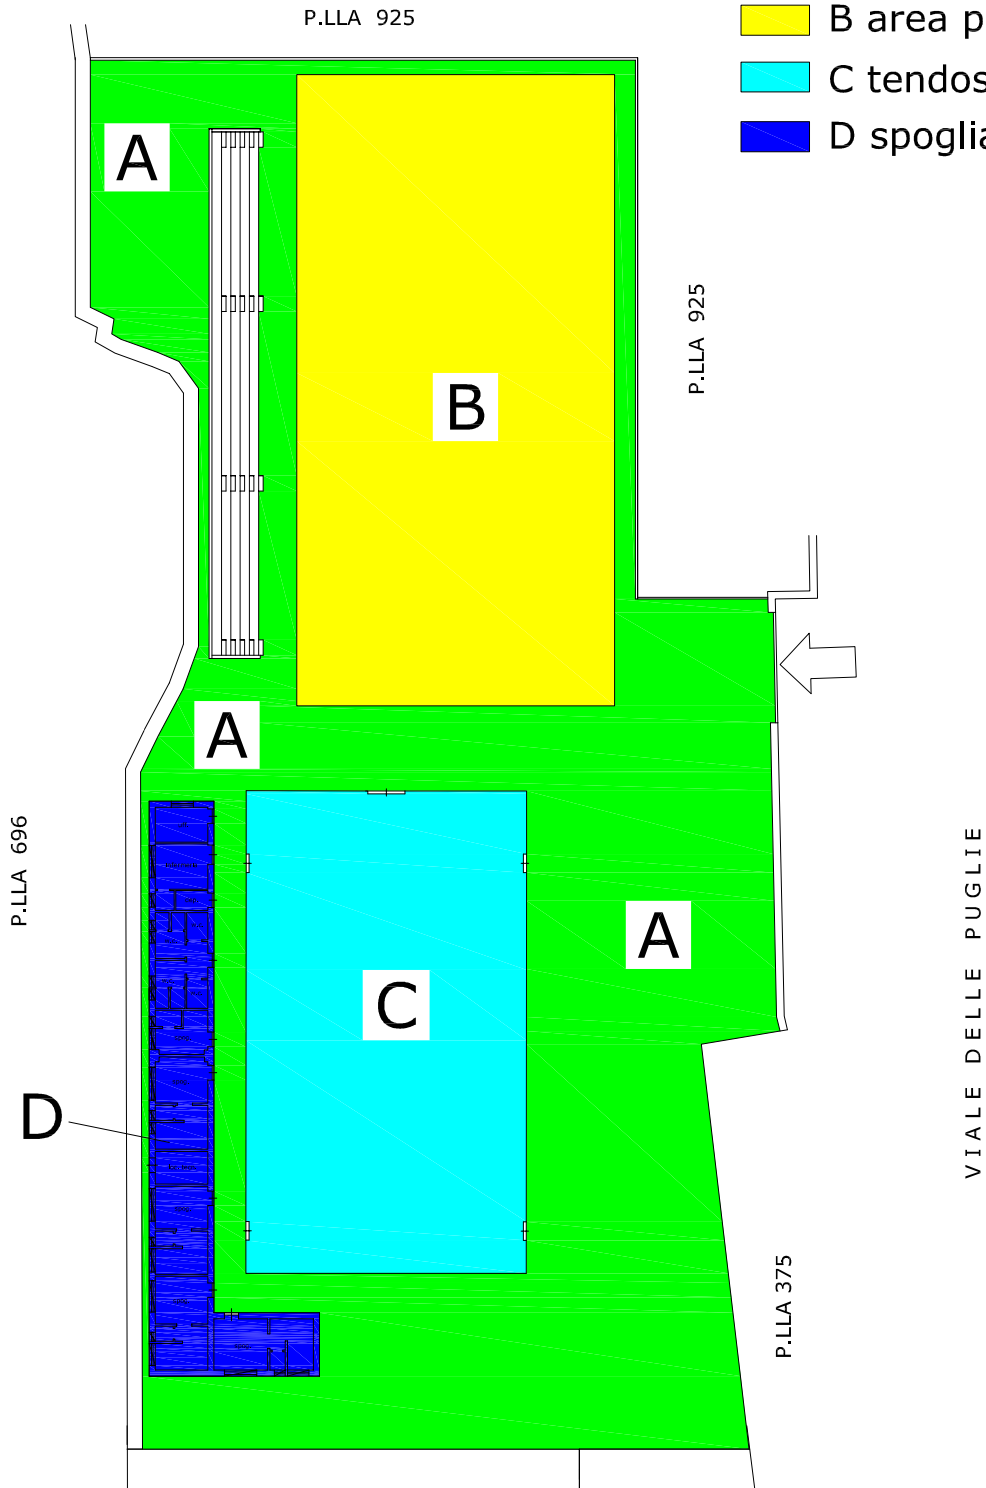 P.LLA 925
B area p
C tendos
D spoglia
A
P.LLA 925
B
A
P.LLA 696
VIALE DELLE PUGLIE
A
C
D
P.LLA 375